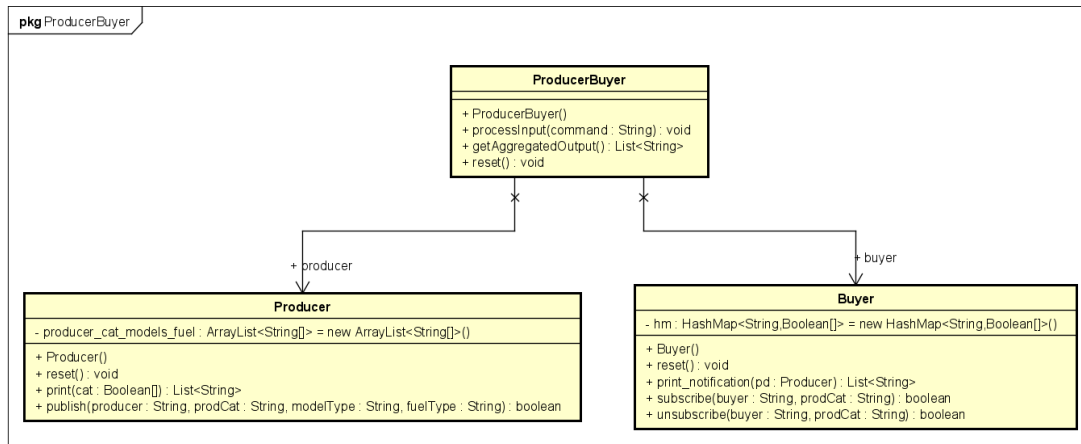 pkg ProducerBuyer
ProducerBuyer
+ ProducerBuyer()
+ processInput(command : String) : void
+ getAggregatedOutput() : List<String>
+ reset() : void
+ producer
+ buyer
Producer
- producer_cat_models_fuel : ArrayList<String[]> = new ArrayList<String[]>()
+ Producer()
+ reset() : void
+ print(cat : Boolean[]) : List<String>
+ publish(producer : String, prodCat : String, modelType : String, fuelType : String) : boolean
Buyer
- hm : HashMap<String,Boolean[]> = new HashMap<String,Boolean[]>()
+ Buyer()
+ reset() : void
+ print_notification(pd : Producer) : List<String>
+ subscribe(buyer : String, prodCat : String) : boolean
+ unsubscribe(buyer : String, prodCat : String) : boolean